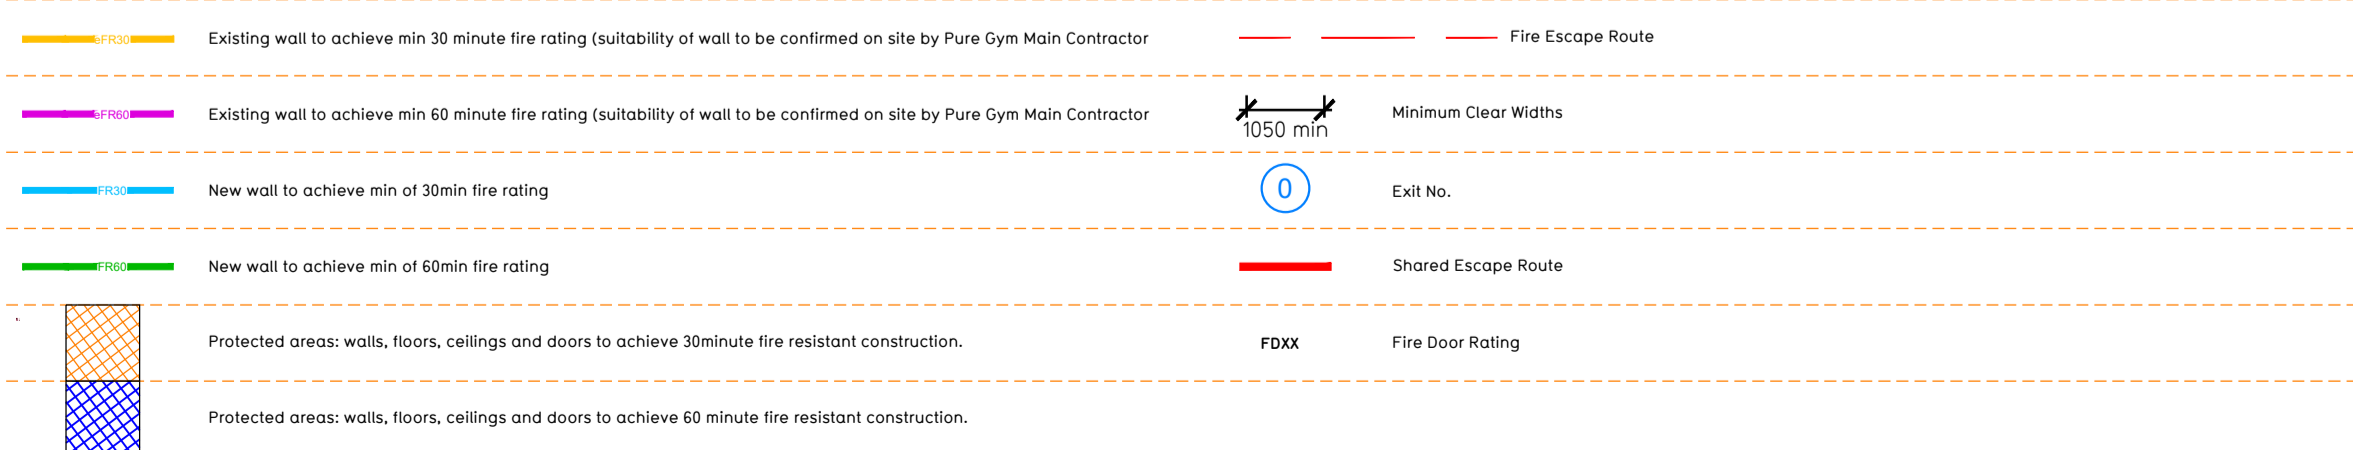 eFR30 Existing wall to achieve min 30 minute fire rating (suitability of wall to be confirmed on site by Pure Gym Main Contractor
Fire Escape Route
eFR60 Existing wall to achieve min 60 minute fire rating (suitability of wall to be confirmed on site by Pure Gym Main Contractor
1050 min Minimum Clear Widths
FR30 New wall to achieve min of 30min fire rating
0 Exit No.
FR60 New wall to achieve min of 60min fire rating
Shared Escape Route
Protected areas: walls, floors, ceilings and doors to achieve 30minute fire resistant construction.
FDXX Fire Door Rating
Protected areas: walls, floors, ceilings and doors to achieve 60 minute fire resistant construction.